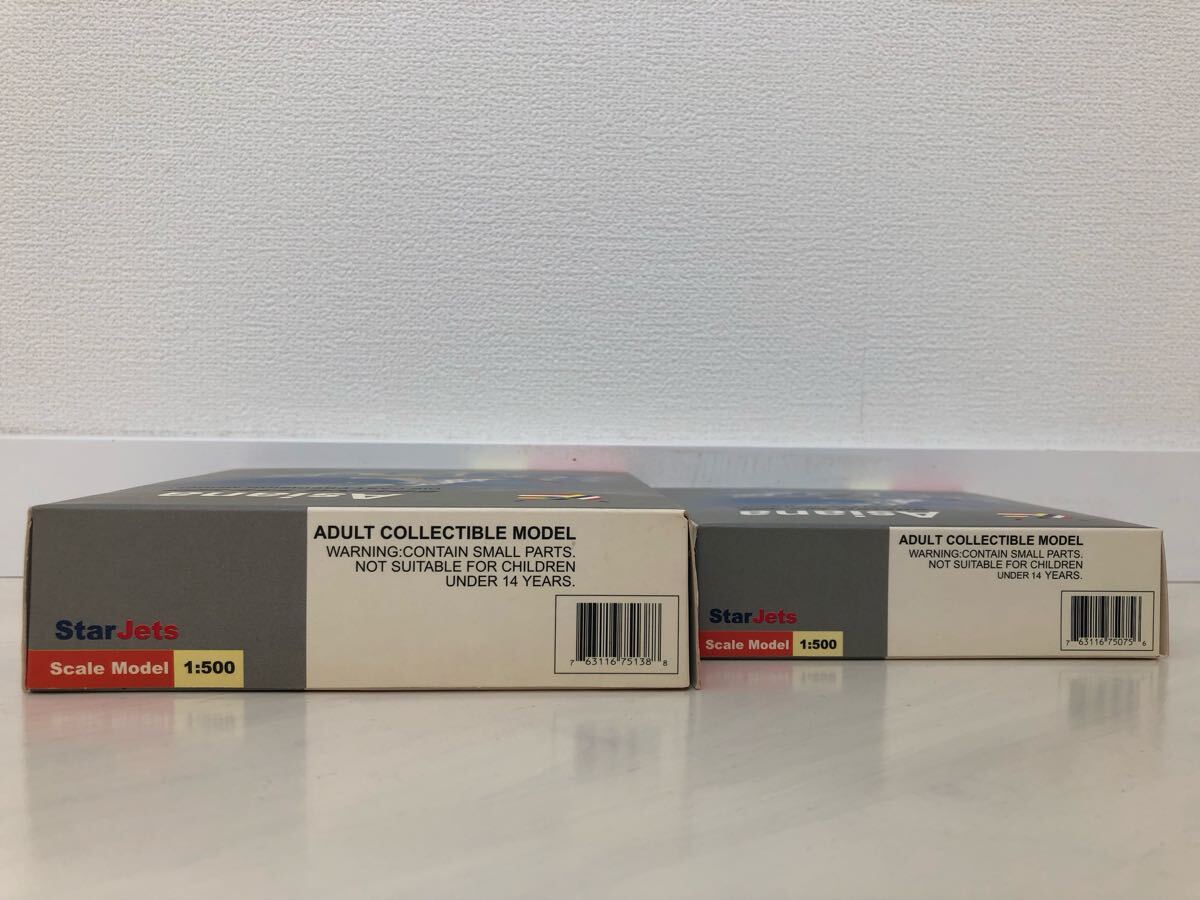 Asiana
ADULT COLLECTIBLE MODEL
WARNING:CONTAIN SMALL PARTS.
NOT SUITABLE FOR CHILDREN
UNDER 14 YEARS.
StarJets
Scale Model 1:500
7 63116 75138 8
Asiana
ADULT COLLECTIBLE MODEL
WARNING:CONTAIN SMALL PARTS.
NOT SUITABLE FOR CHILDREN
UNDER 14 YEARS.
StarJets
Scale Model 1:500
7 63116 75075 6